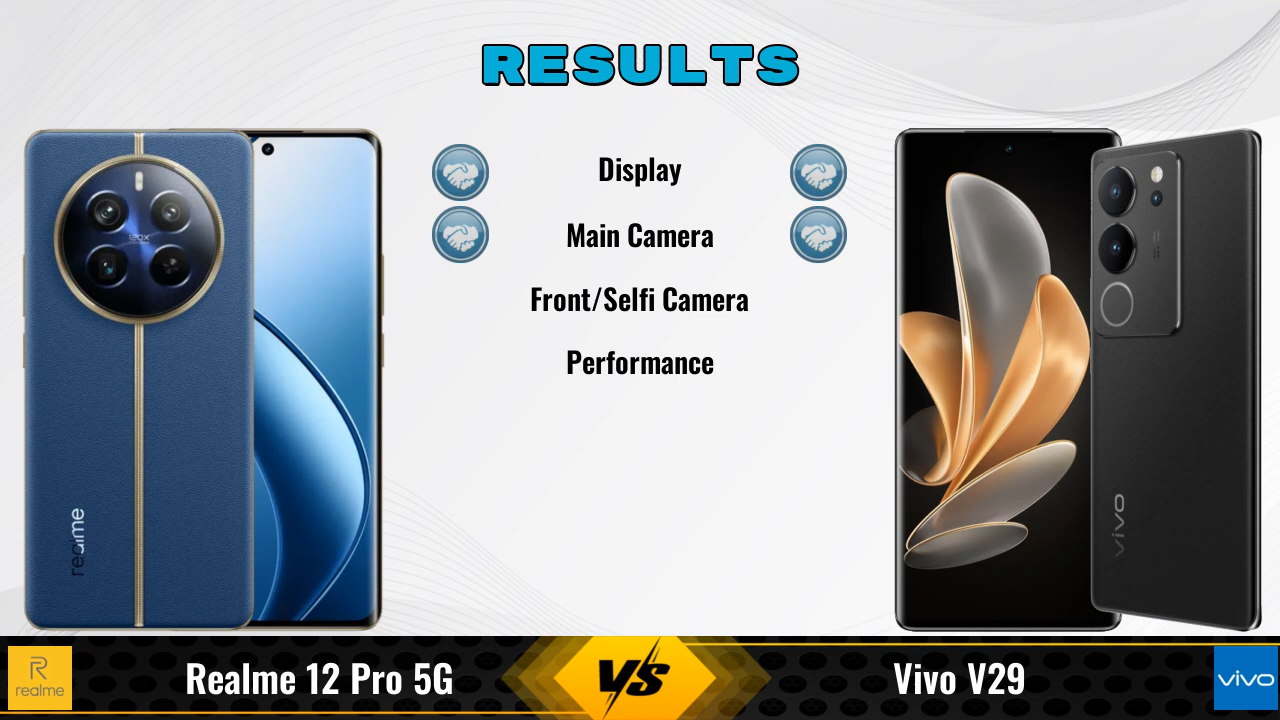 RESULTS
Display
Main Camera
Front/Selfi Camera
Performance
120X
realme
vivo
R
realme
Realme 12 Pro 5G
VS
Vivo V29
vivo